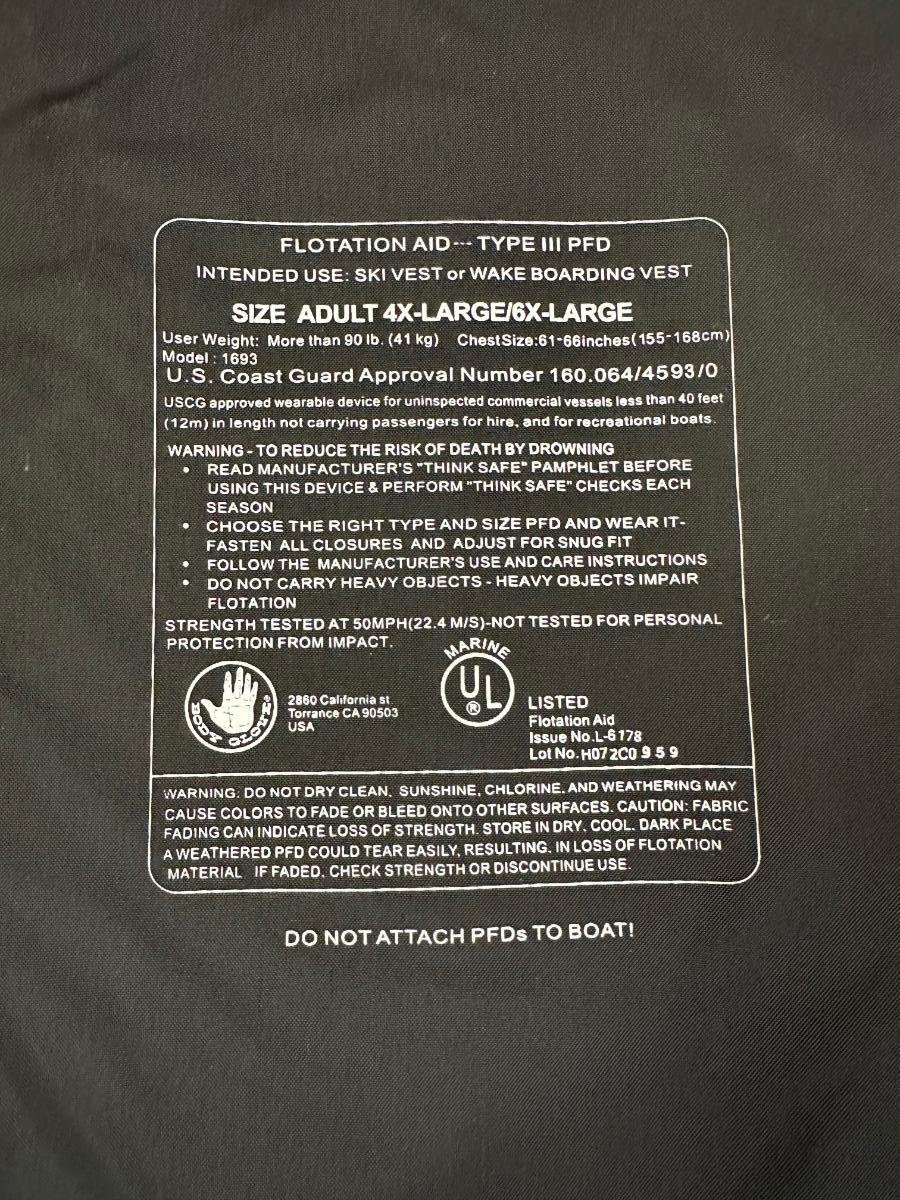 FLOTATION AID--- TYPE III PFD
INTENDED USE: SKI VEST or WAKE BOARDING VEST
SIZE ADULT 4X-LARGE/6X-LARGE
User Weight: More than 90 lb. (41 kg) ChestSize:61-66inches(155-168cm)
Model : 1693
U.S. Coast Guard Approval Number 160.064/4593/0
USCG approved wearable device for uninspected commercial vessels less than 40 feet
(12m) in length not carrying passengers for hire, and for recreational boats.
WARNING - TO REDUCE THE RISK OF DEATH BY DROWNING
• READ MANUFACTURER'S "THINK SAFE" PAMPHLET BEFORE
USING THIS DEVICE & PERFORM "THINK SAFE" CHECKS EACH
SEASON
• CHOOSE THE RIGHT TYPE AND SIZE PFD AND WEAR IT-
FASTEN ALL CLOSURES AND ADJUST FOR SNUG FIT
• FOLLOW THE MANUFACTURER'S USE AND CARE INSTRUCTIONS
• DO NOT CARRY HEAVY OBJECTS - HEAVY OBJECTS IMPAIR
FLOTATION
STRENGTH TESTED AT 50MPH(22.4 M/S)-NOT TESTED FOR PERSONAL
PROTECTION FROM IMPACT.
BODY GLOVE®
2860 California st
Torrance CA 90503
USA
MARINE
UL ®
LISTED
Flotation Aid
Issue No.L-6178
Lot No.H072C0 959
WARNING: DO NOT DRY CLEAN. SUNSHINE, CHLORINE, AND WEATHERING MAY
CAUSE COLORS TO FADE OR BLEED ONTO OTHER SURFACES. CAUTION: FABRIC
FADING CAN INDICATE LOSS OF STRENGTH. STORE IN DRY, COOL, DARK PLACE
A WEATHERED PFD COULD TEAR EASILY, RESULTING, IN LOSS OF FLOTATION
MATERIAL IF FADED, CHECK STRENGTH OR DISCONTINUE USE.
DO NOT ATTACH PFDs TO BOAT!